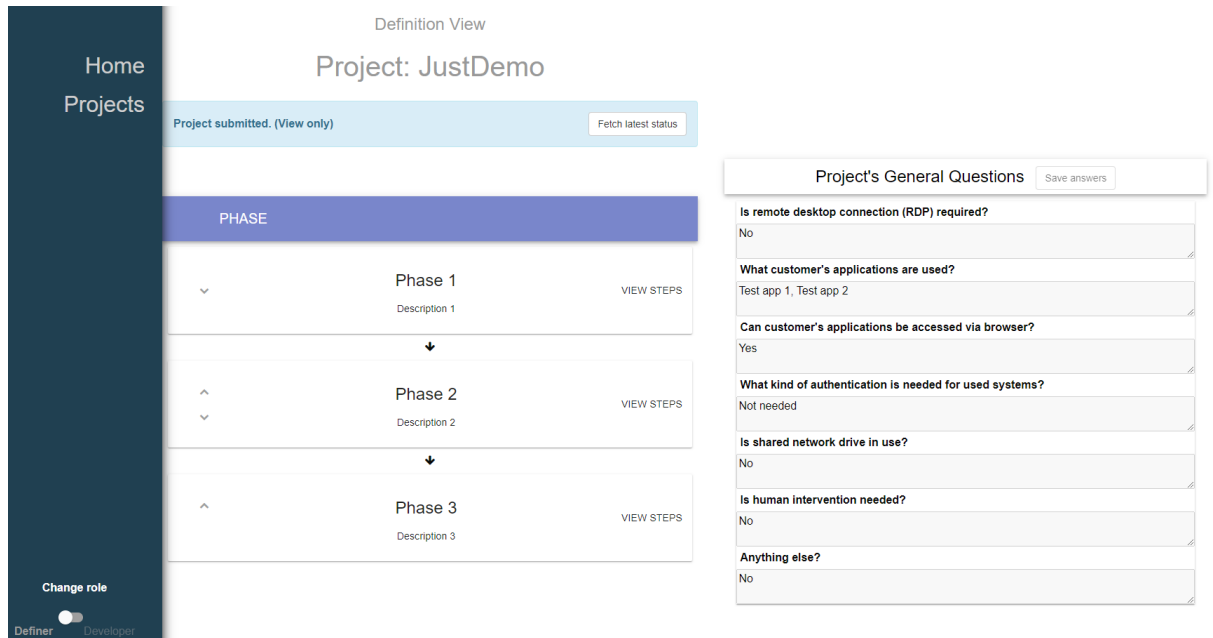 Home
Projects
Change role
Definer
Developer
Definition View
Project: JustDemo
Project submitted. (View only)
Fetch latest status
PHASE
Phase 1
Description 1
VIEW STEPS
Phase 2
Description 2
VIEW STEPS
Phase 3
Description 3
VIEW STEPS
Project's General Questions
Save answers
Is remote desktop connection (RDP) required?
No
What customer's applications are used?
Test app 1, Test app 2
Can customer's applications be accessed via browser?
Yes
What kind of authentication is needed for used systems?
Not needed
Is shared network drive in use?
No
Is human intervention needed?
No
Anything else?
No